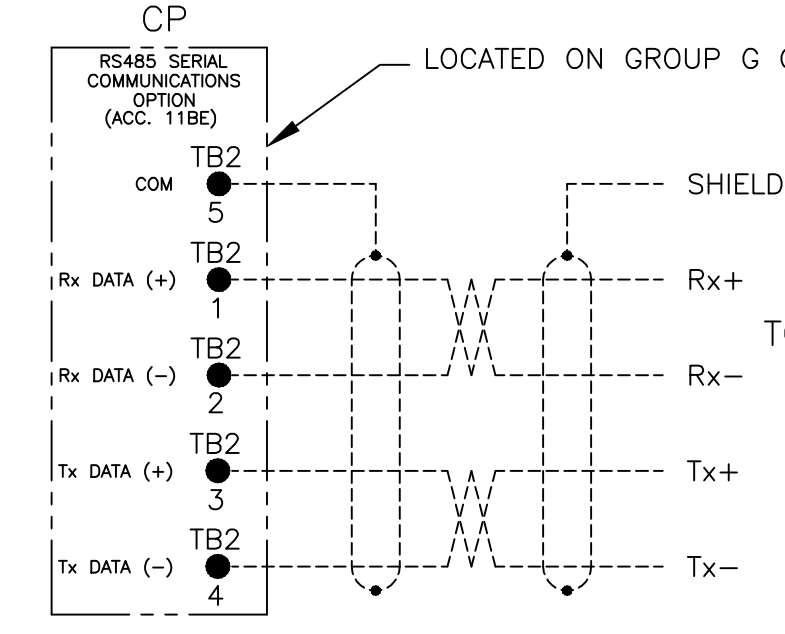 CP
RS485 SERIAL
COMMUNICATIONS
OPTION
(ACC. 11BE)
LOCATED ON GROUP G
TB2
COM
5
SHIELD
TB2
Rx DATA (+)
1
Rx+
TB2
Rx DATA (−)
2
Rx−
TB2
Tx DATA (+)
3
Tx+
TB2
Tx DATA (−)
4
Tx−